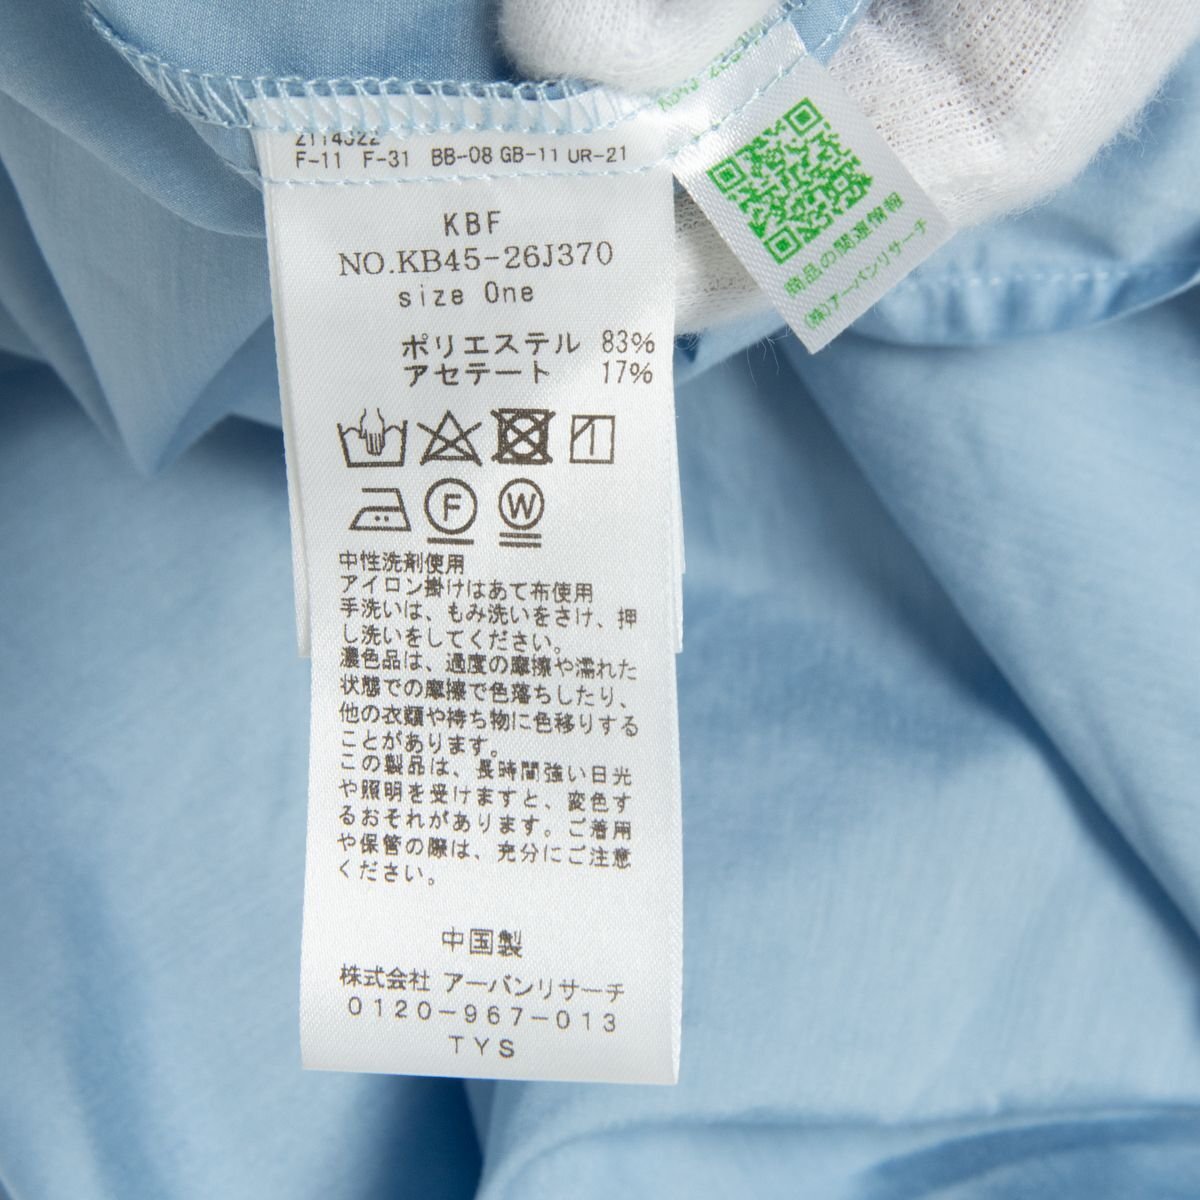 F-11 F-31 BB-08 GB-11 UR-21
KBF
NO.KB45-26J370
size One
ポリエステル 83%
アセテート 17%
F
W
中性洗剤使用
アイロン掛けはあて布使用
手洗いは、もみ洗いをさけ、押
し洗いをしてください。
濃色品は、過度の摩擦や濡れた
状態での摩擦で色落ちしたり、
他の衣類や持ち物に色移りする
ことがあります。
この製品は、長時間強い日光
や照明を受けますと、変色す
るおそれがあります。ご着用
や保管の際は、充分にご注意
ください。
中国製
株式会社 アーバンリサーチ
0120-967-013
TYS
商品の関連情報
(株)アーバンリサーチ